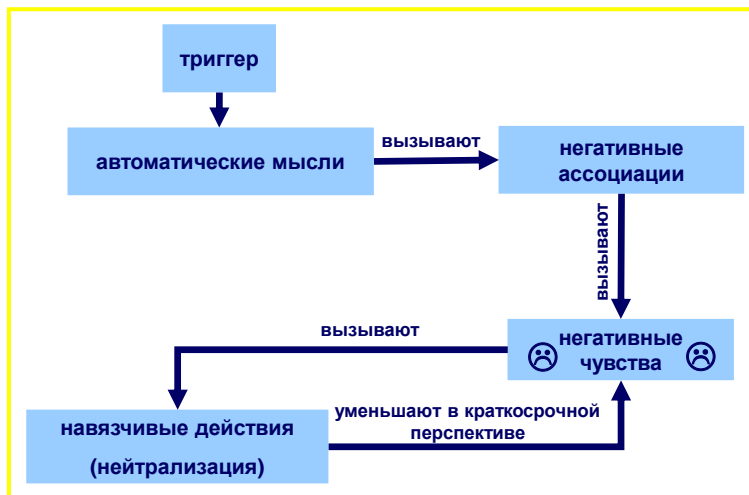 триггер
автоматические мысли
вызывают
негативные
ассоциации
вызывают
негативные
чувства
вызывают
навязчивые действия
(нейтрализация)
уменьшают в краткосрочной
перспективе